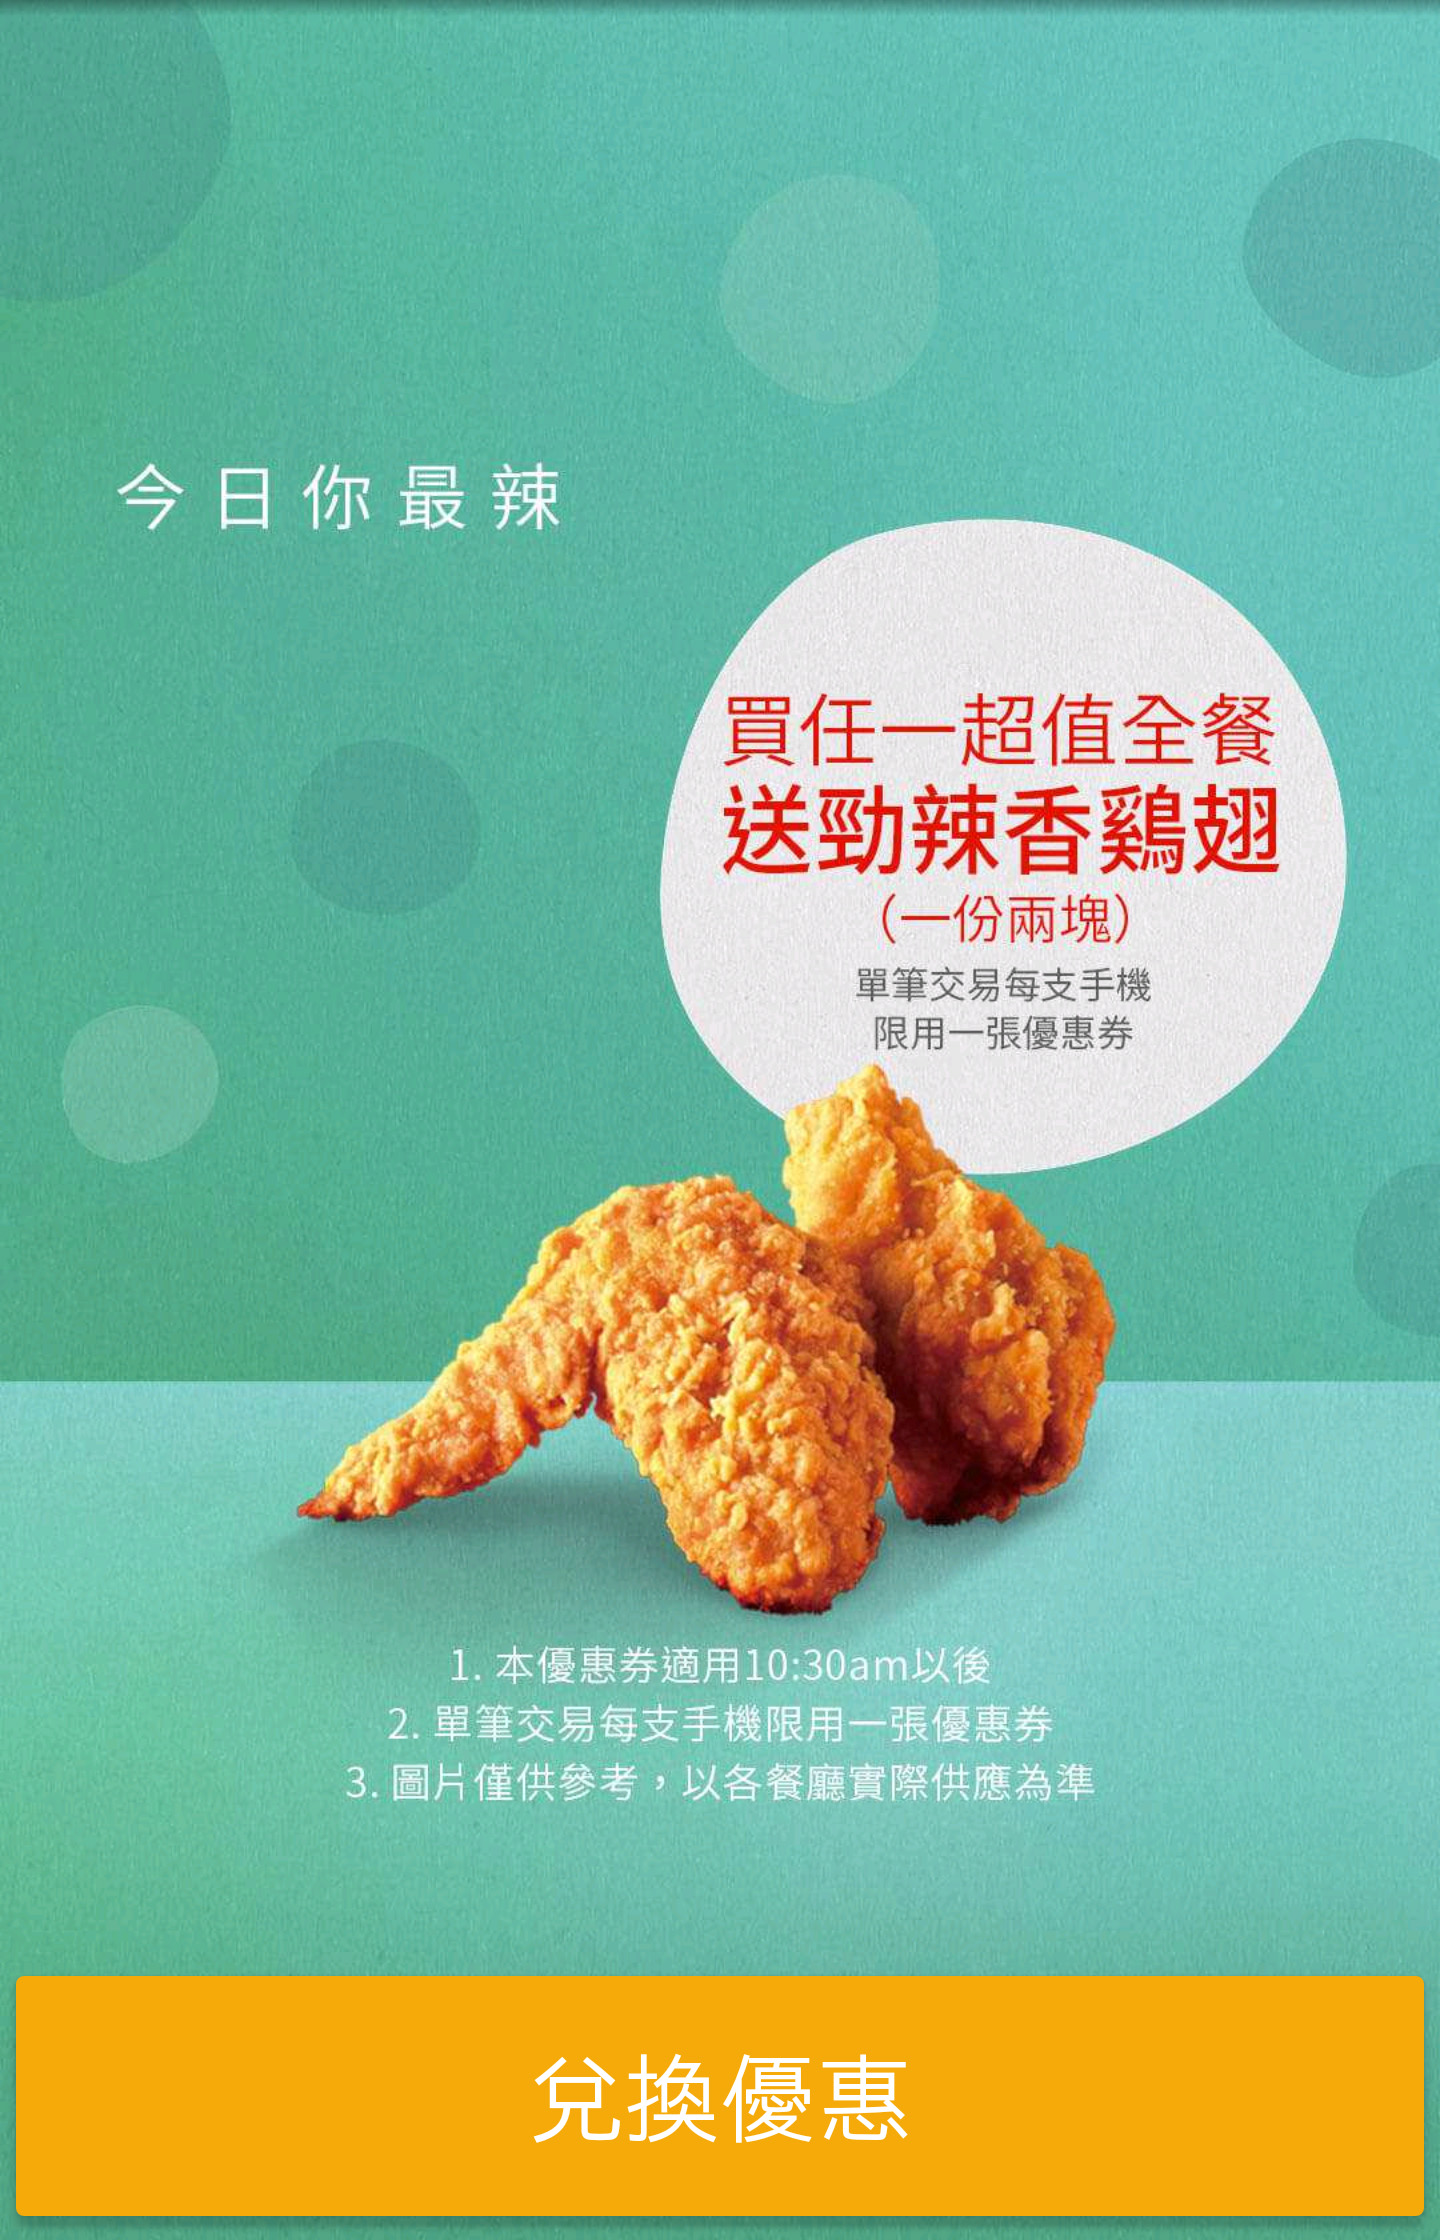 今日你最辣
買任一超值全餐
送勁辣香鷄翅
（一份兩塊）
單筆交易每支手機
限用一張優惠券
1. 本優惠券適用10:30am以後
2. 單筆交易每支手機限用一張優惠券
3. 圖片僅供參考，以各餐廳實際供應為準
兌換優惠